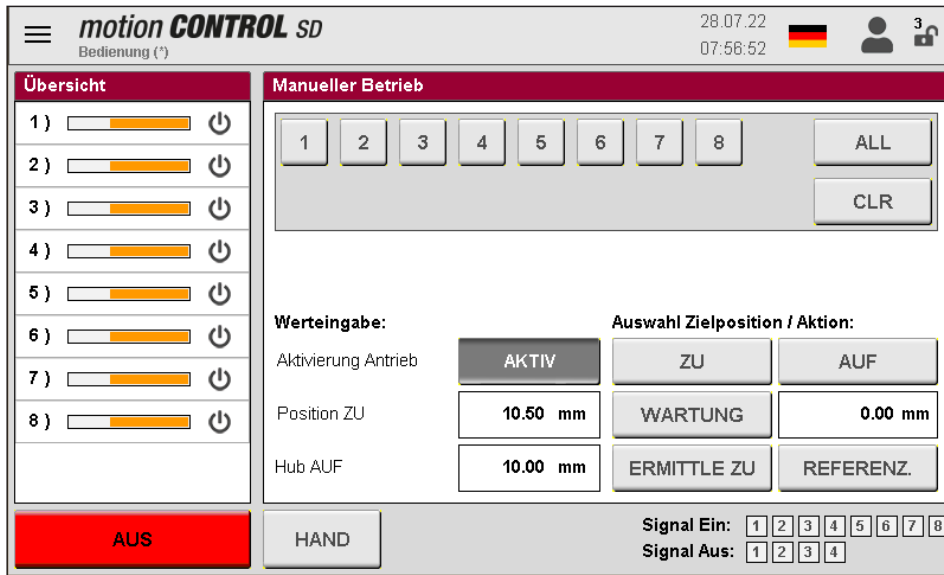 motion CONTROL SD
Bedienung (*)
28.07.22
07:56:52
3
Übersicht
1)
2)
3)
4)
5)
6)
7)
8)
Manueller Betrieb
1 2 3 4 5 6 7 8 ALL
CLR
Werteingabe: Auswahl Zielposition / Aktion:
Aktivierung Antrieb AKTIV ZU AUF
Position ZU 10.50 mm WARTUNG 0.00 mm
Hub AUF 10.00 mm ERMITTLE ZU REFERENZ.
AUS HAND
Signal Ein: 1 2 3 4 5 6 7 8
Signal Aus: 1 2 3 4